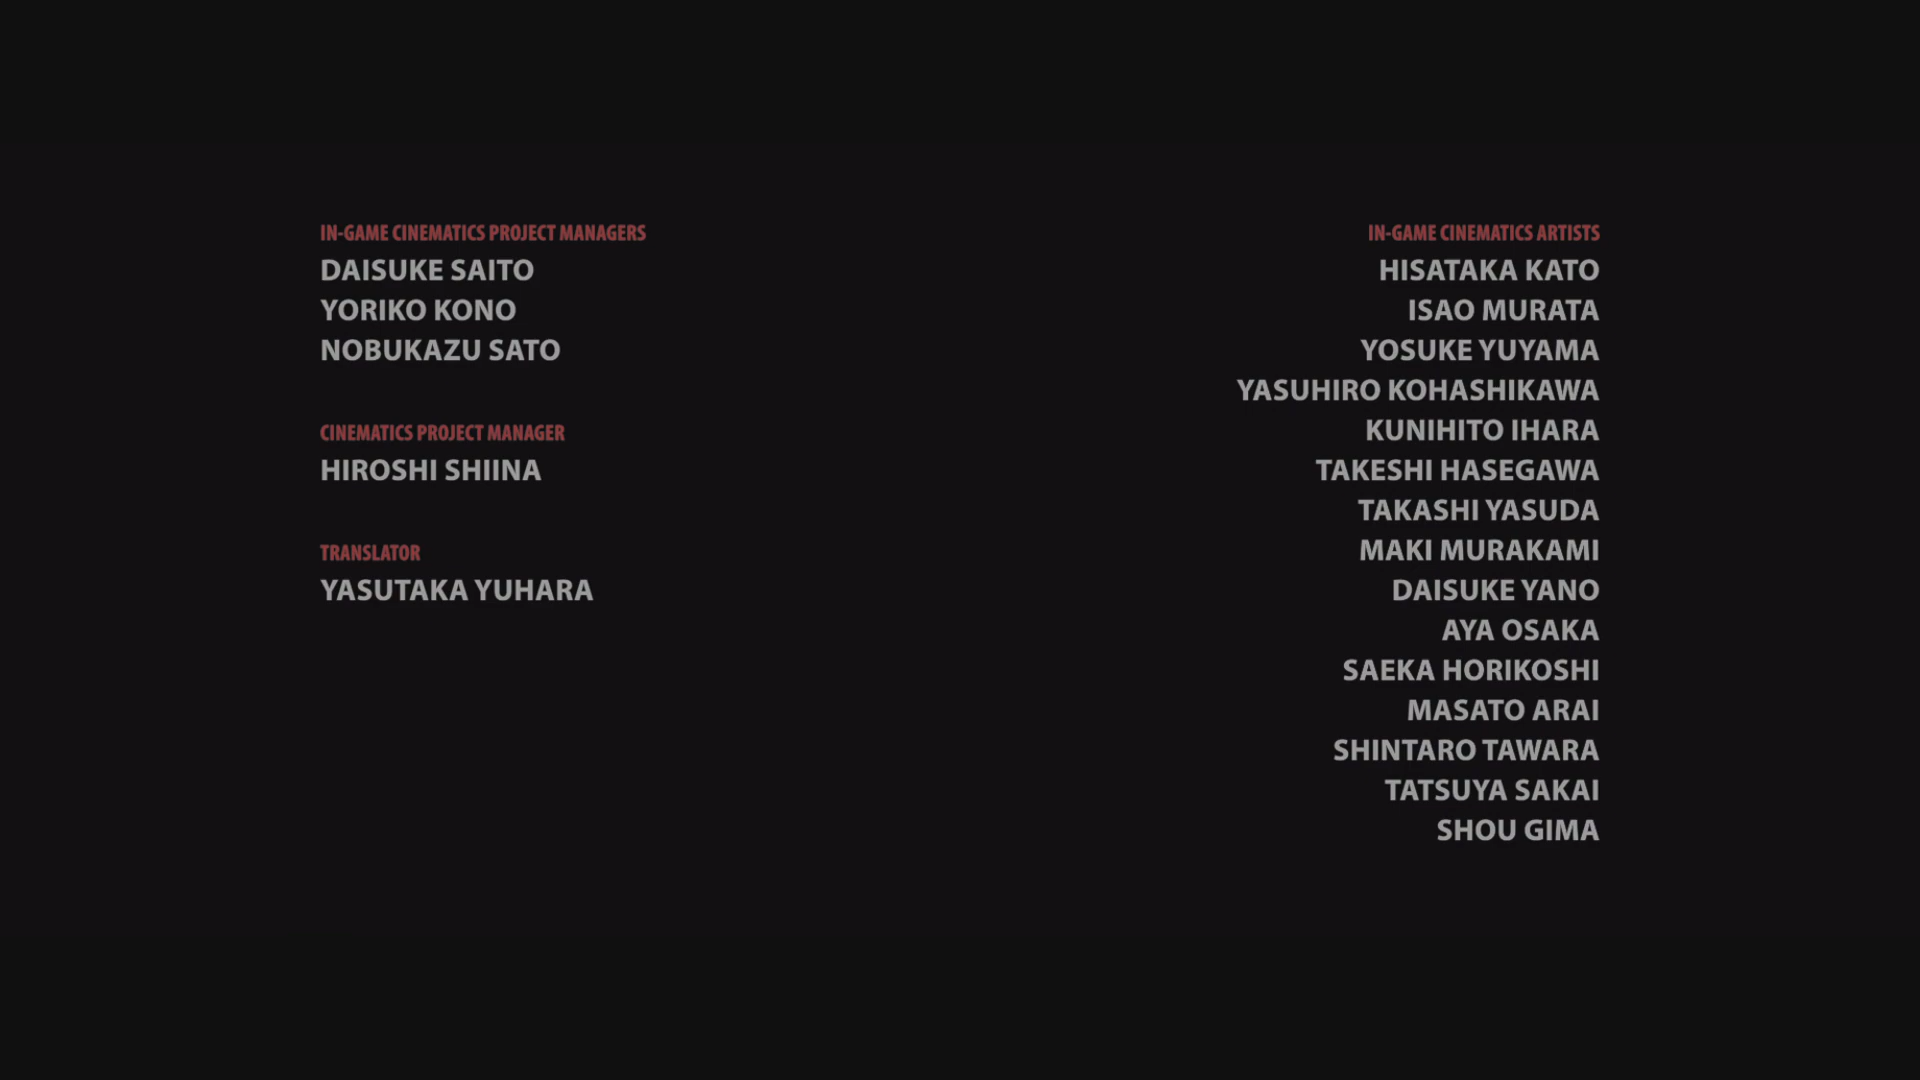 IN-GAME CINEMATICS PROJECT MANAGERS
DAISUKE SAITO
YORIKO KONO
NOBUKAZU SATO
CINEMATICS PROJECT MANAGER
HIROSHI SHIINA
TRANSLATOR
YASUTAKA YUHARA
IN-GAME CINEMATICS ARTISTS
HISATAKA KATO
ISAO MURATA
YOSUKE YUYAMA
YASUHIRO KOHASHIKAWA
KUNIHITO IHARA
TAKESHI HASEGAWA
TAKASHI YASUDA
MAKI MURAKAMI
DAISUKE YANO
AYA OSAKA
SAEKA HORIKOSHI
MASATO ARAI
SHINTARO TAWARA
TATSUYA SAKAI
SHOU GIMA